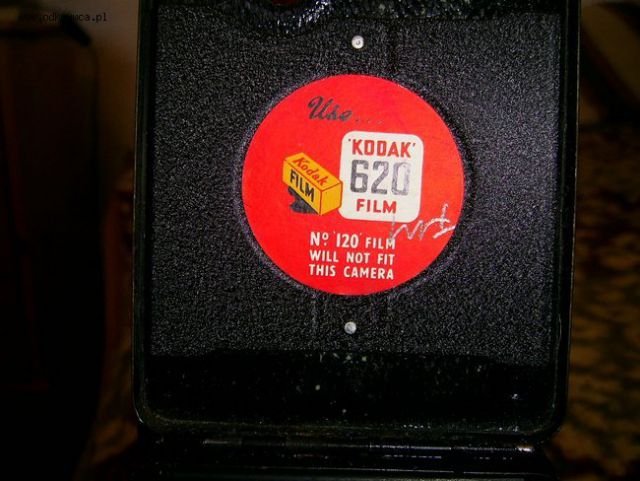 Use...
'KODAK'
620
FILM
Kodak
FILM
Nº '120' FILM
WILL NOT FIT
THIS CAMERA